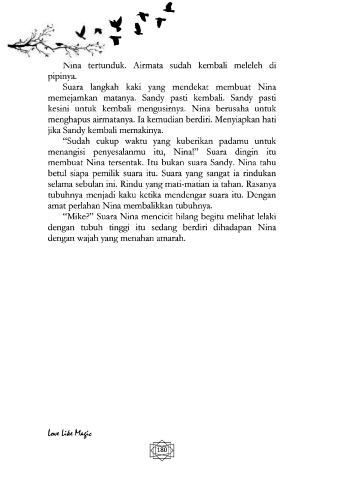 Nina tertunduk. Airmata sudah kembali meleleh di
pipinya.
Suara langkah kaki yang mendekat membuat Nina
memejamkan matanya. Sandy pasti kembali. Sandy pasti
kesini untuk kembali mengusirnya. Nina berusaha untuk
menghapus airmatanya. Ia kemudian berdiri. Menyiapkan hati
jika Sandy kembali memakinya.
“Sudah cukup waktu yang kuberikan padamu untuk
menangisi penyesalanmu itu, Nina!” Suara dingin itu
membuat Nina tersentak. Itu bukan suara Sandy. Nina tahu
betul siapa pemilik suara itu. Suara yang sangat ia rindukan
selama sebulan ini. Rindu yang mati-matian ia tahan. Rasanya
tubuhnya menjadi kaku ketika mendengar suara itu. Dengan
amat perlahan Nina membalikkan tubuhnya.
“Mike?” Suara Nina mencicit hilang begitu melihat lelaki
dengan tubuh tinggi itu sedang berdiri dihadapan Nina
dengan wajah yang menahan amarah.
Love Like Magic
180